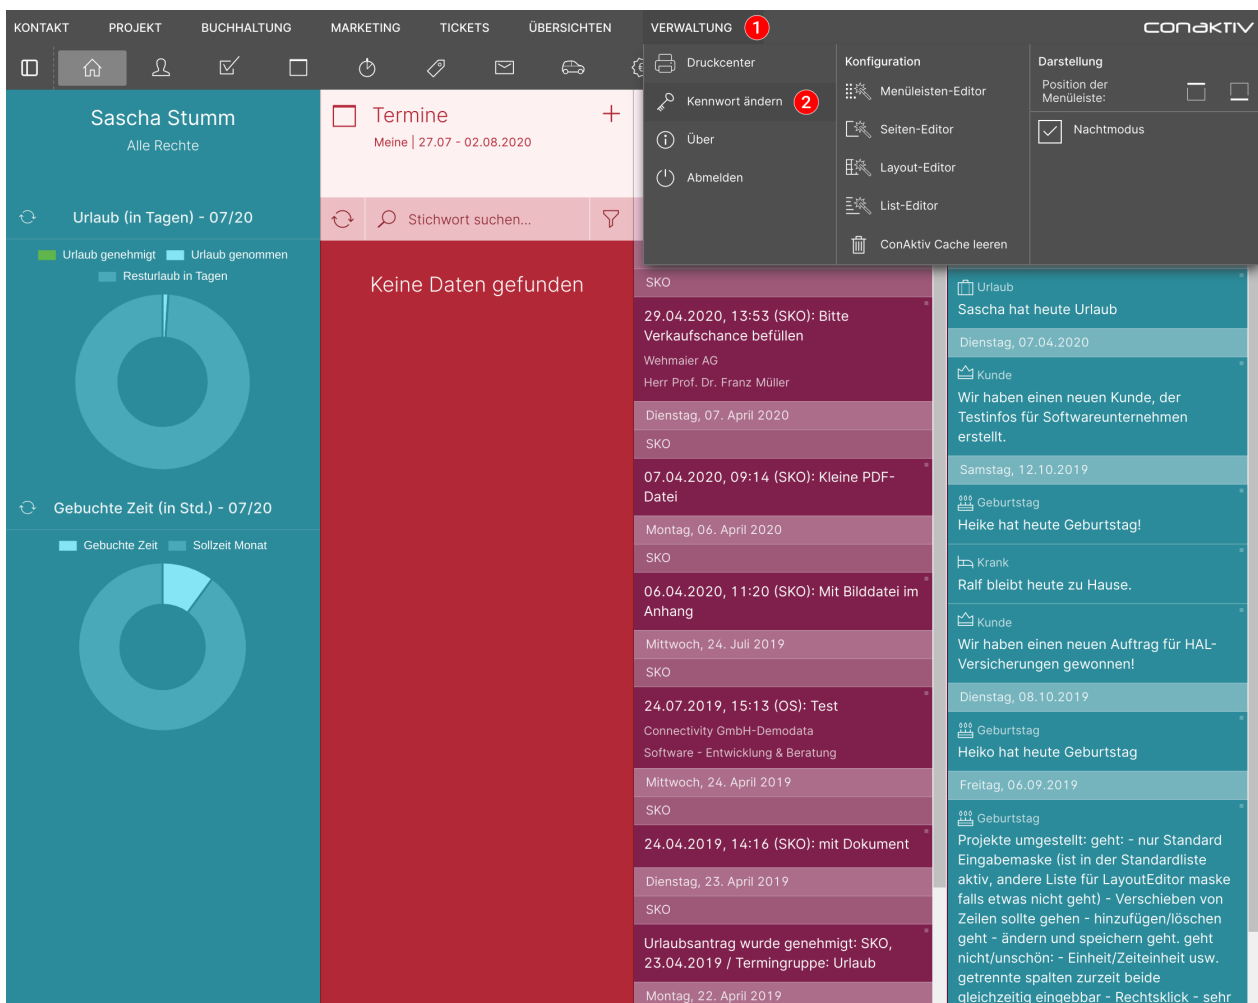 KONTAKT PROJEKT BUCHHALTUNG MARKETING TICKETS ÜBERSICHTEN VERWALTUNG 1 conaktiv
Sascha Stumm
Alle Rechte
Urlaub (in Tagen) - 07/20
Urlaub genehmigt Urlaub genommen
Resturlaub in Tagen
Gebuchte Zeit (in Std.) - 07/20
Gebuchte Zeit Sollzeit Monat
Termine
Meine | 27.07 - 02.08.2020
Stichwort suchen...
Keine Daten gefunden
Druckcenter
Kennwort ändern 2
Über
Abmelden
Konfiguration
Menüleisten-Editor
Seiten-Editor
Layout-Editor
List-Editor
ConAktiv Cache leeren
Darstellung
Position der
Menüleiste:
Nachtmodus
SKO
29.04.2020, 13:53 (SKO): Bitte
Verkaufschance befüllen
Wehmaier AG
Herr Prof. Dr. Franz Müller
Dienstag, 07. April 2020
SKO
07.04.2020, 09:14 (SKO): Kleine PDF-
Datei
Montag, 06. April 2020
SKO
06.04.2020, 11:20 (SKO): Mit Bilddatei im
Anhang
Mittwoch, 24. Juli 2019
SKO
24.07.2019, 15:13 (OS): Test
Connectivity GmbH-Demodata
Software - Entwicklung & Beratung
Mittwoch, 24. April 2019
SKO
24.04.2019, 14:16 (SKO): mit Dokument
Dienstag, 23. April 2019
SKO
Urlaubsantrag wurde genehmigt: SKO,
23.04.2019 / Termingruppe: Urlaub
Montag, 22. April 2019
Urlaub
Sascha hat heute Urlaub
Dienstag, 07.04.2020
Kunde
Wir haben einen neuen Kunde, der
Testinfos für Softwareunternehmen
erstellt.
Samstag, 12.10.2019
Geburtstag
Heike hat heute Geburtstag!
Krank
Ralf bleibt heute zu Hause.
Kunde
Wir haben einen neuen Auftrag für HAL-
Versicherungen gewonnen!
Dienstag, 08.10.2019
Geburtstag
Heiko hat heute Geburtstag
Freitag, 06.09.2019
Geburtstag
Projekte umgestellt: geht: - nur Standard
Eingabemaske (ist in der Standardliste
aktiv, andere Liste für LayoutEditor maske
falls etwas nicht geht) - Verschieben von
Zeilen sollte gehen - hinzufügen/löschen
geht - ändern und speichern geht. geht
nicht/unschön: - Einheit/Zeiteinheit usw.
getrennte spalten zurzeit beide
gleichzeitig eingebbar - Rechtsklick - sehr